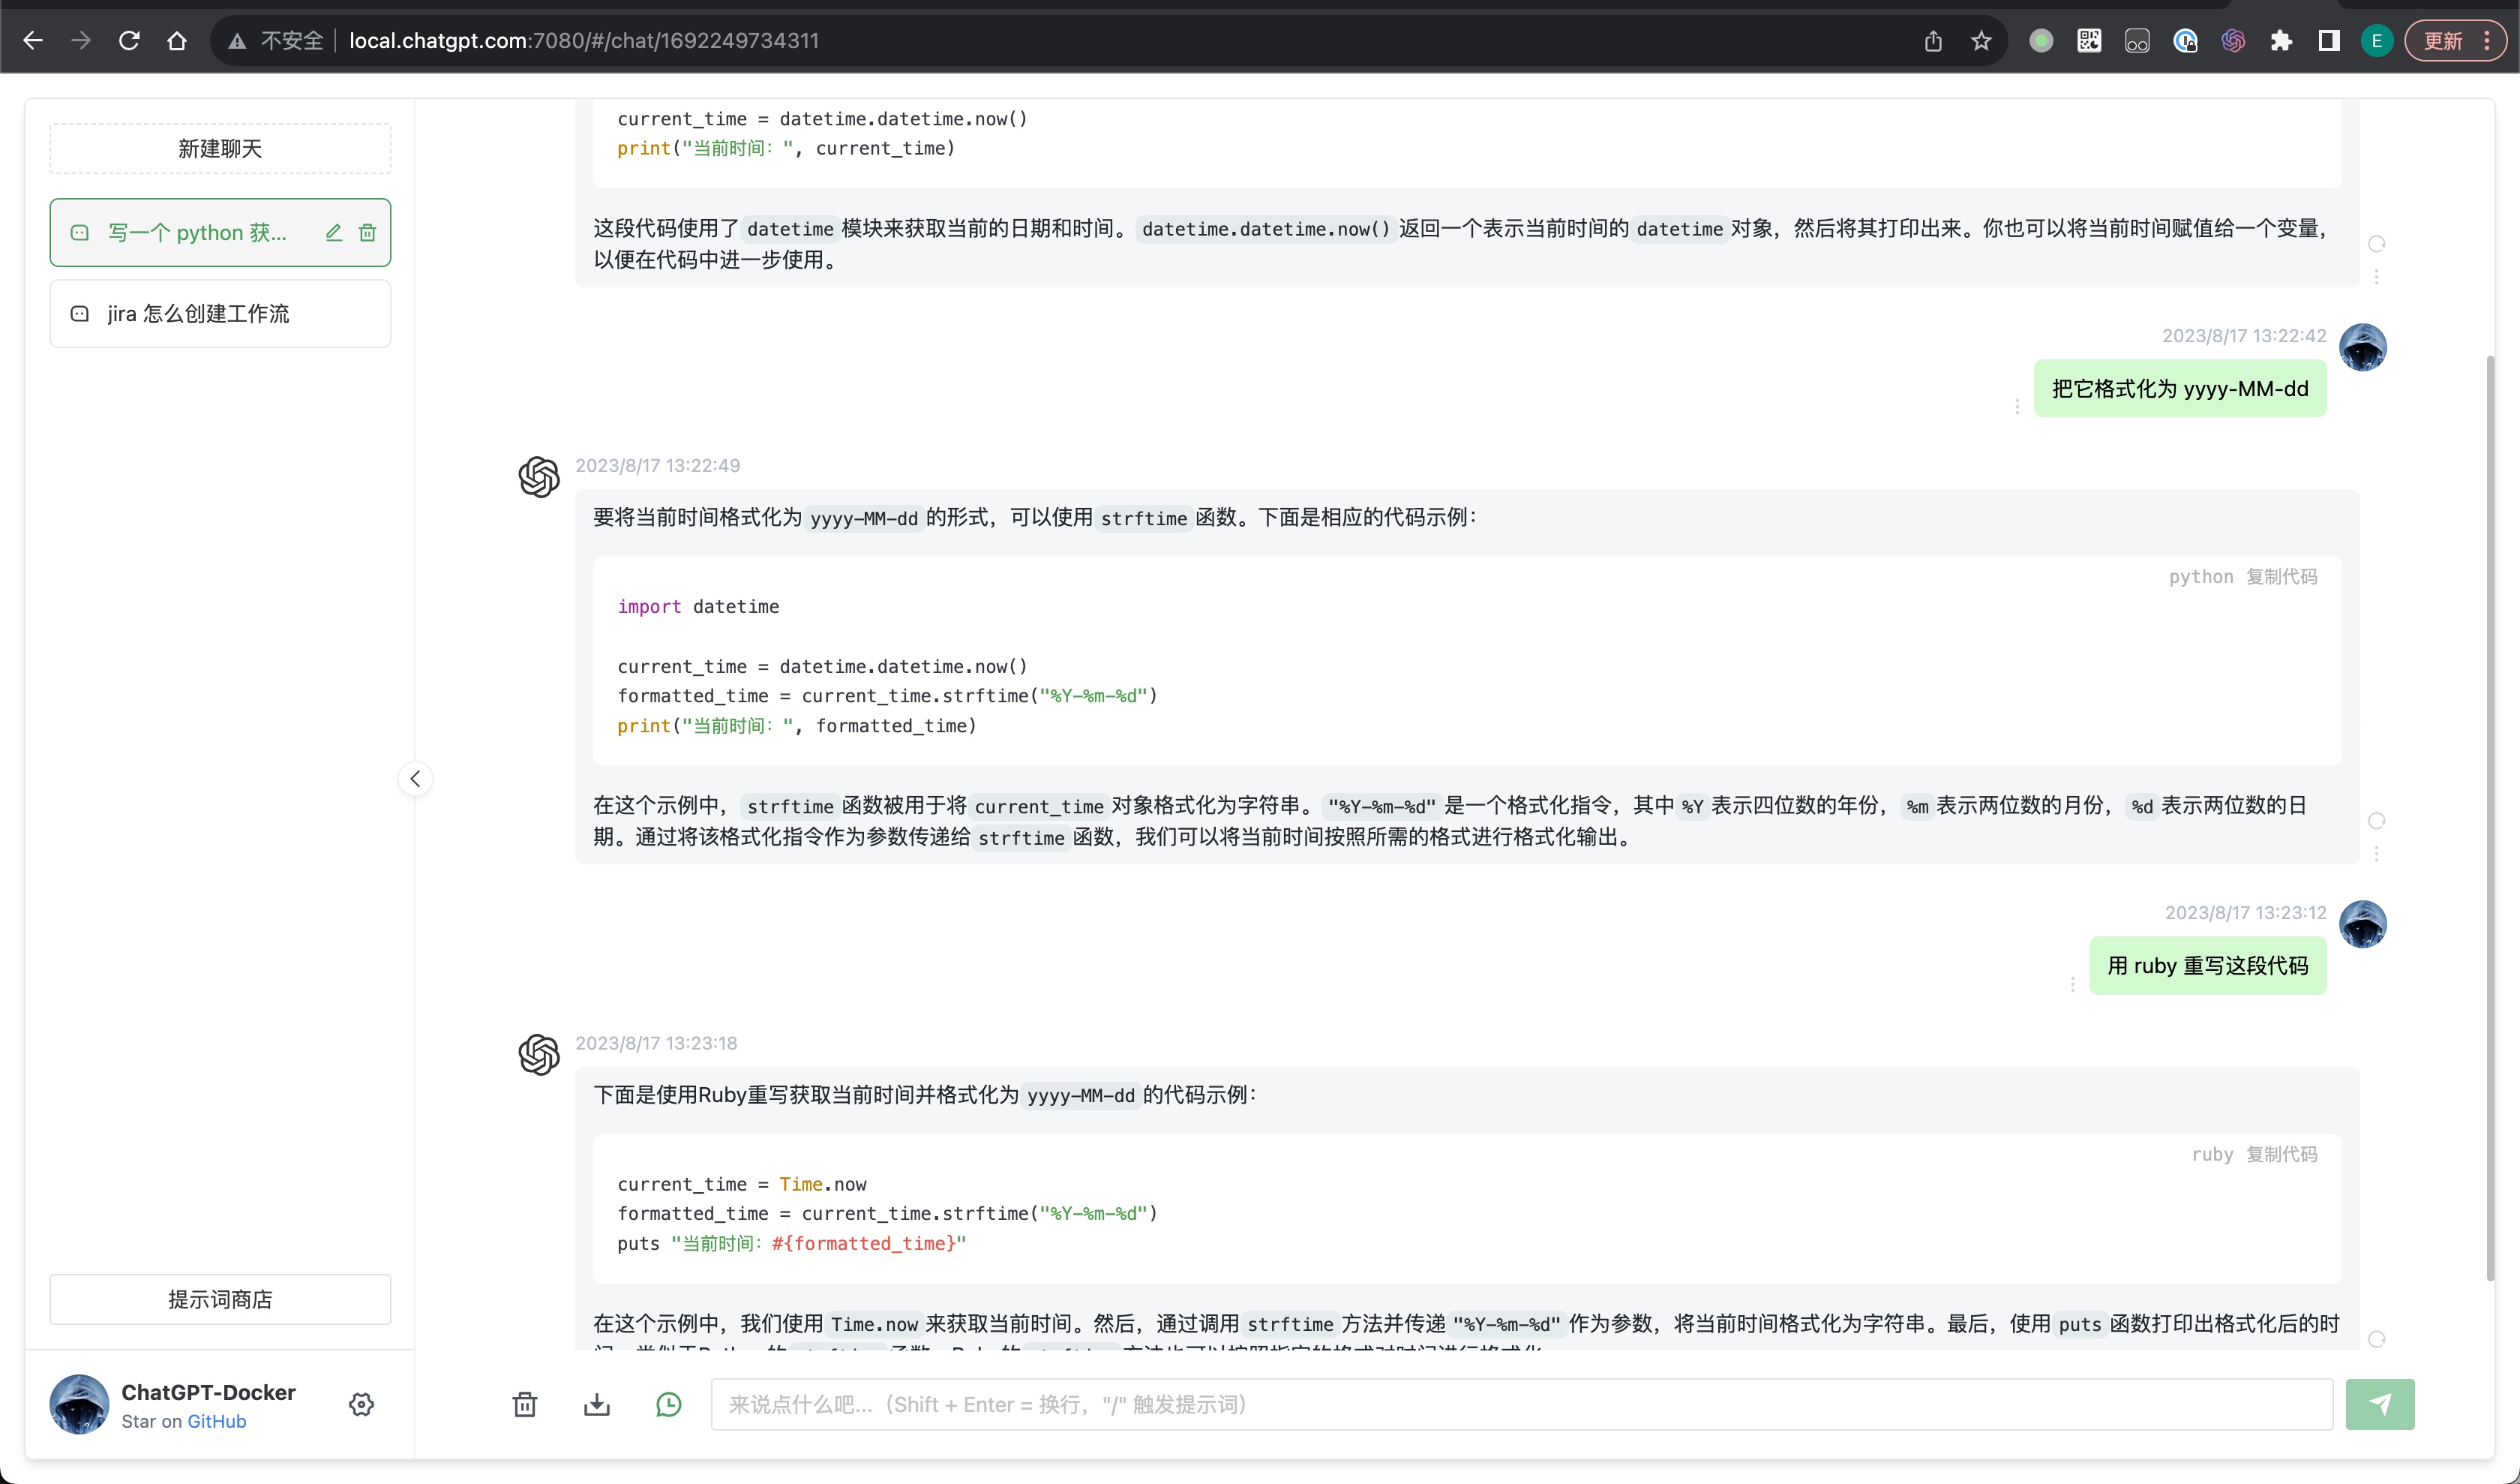 不安全 | local.chatgpt.com:7080/#/chat/1692249734311
E
更新
新建聊天
写一个 python 获...
jira 怎么创建工作流
current_time = datetime.datetime.now()
print("当前时间：", current_time)
这段代码使用了 datetime 模块来获取当前的日期和时间。datetime.datetime.now() 返回一个表示当前时间的 datetime 对象，然后将其打印出来。你也可以将当前时间赋值给一个变量，
以便在代码中进一步使用。
2023/8/17 13:22:42
把它格式化为 yyyy-MM-dd
2023/8/17 13:22:49
要将当前时间格式化为 yyyy-MM-dd 的形式，可以使用 strftime 函数。下面是相应的代码示例：
python 复制代码
import datetime
current_time = datetime.datetime.now()
formatted_time = current_time.strftime("%Y-%m-%d")
print("当前时间：", formatted_time)
在这个示例中，strftime 函数被用于将 current_time 对象格式化为字符串。"%Y-%m-%d" 是一个格式化指令，其中 %Y 表示四位数的年份，%m 表示两位数的月份，%d 表示两位数的日
期。通过将该格式化指令作为参数传递给 strftime 函数，我们可以将当前时间按照所需的格式进行格式化输出。
2023/8/17 13:23:12
用 ruby 重写这段代码
2023/8/17 13:23:18
下面是使用Ruby重写获取当前时间并格式化为 yyyy-MM-dd 的代码示例：
ruby 复制代码
current_time = Time.now
formatted_time = current_time.strftime("%Y-%m-%d")
puts "当前时间：#{formatted_time}"
在这个示例中，我们使用 Time.now 来获取当前时间。然后，通过调用 strftime 方法并传递 "%Y-%m-%d" 作为参数，将当前时间格式化为字符串。最后，使用 puts 函数打印出格式化后的时
提示词商店
ChatGPT-Docker
Star on GitHub
来说点什么吧...（Shift + Enter = 换行，"/" 触发提示词）